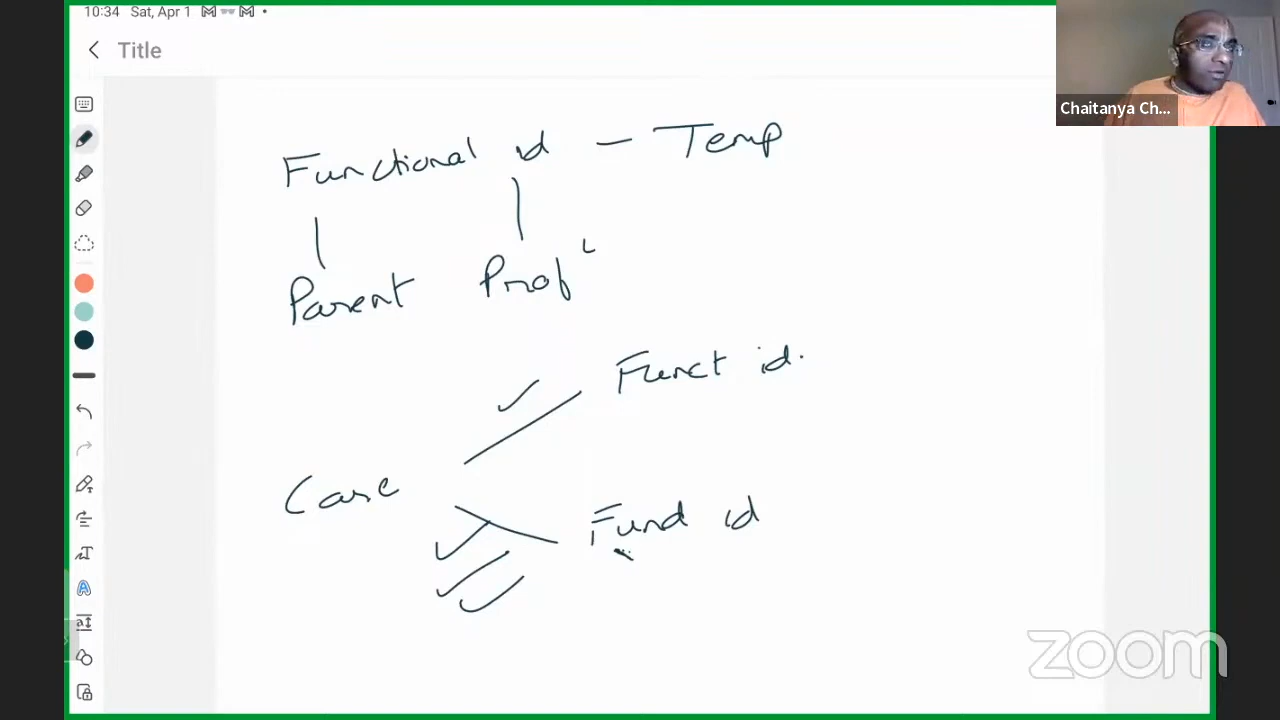 10:34 Sat, Apr 1
Title
Chaitanya Ch...
Functional id – Temp
Parent Prof L
Funct id.
Care
Fund id
zoom